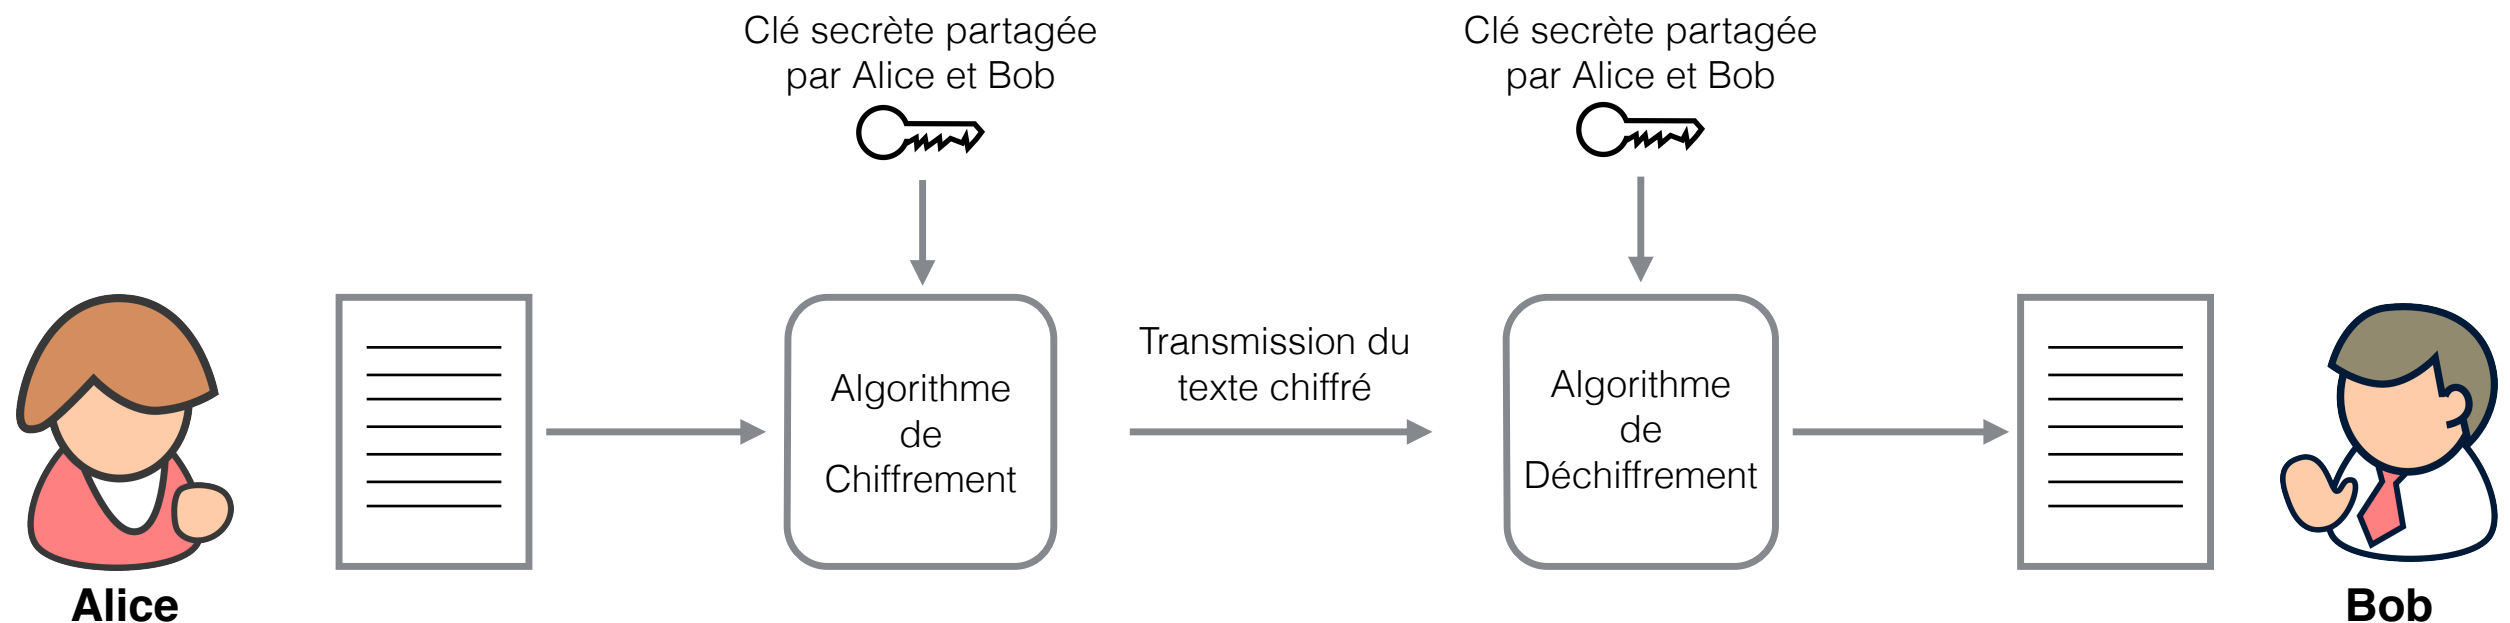 Clé secrète partagée
par Alice et Bob
Clé secrète partagée
par Alice et Bob
Algorithme
de
Chiffrement
Transmission du
texte chiffré
Algorithme
de
Déchiffrement
Alice
Bob